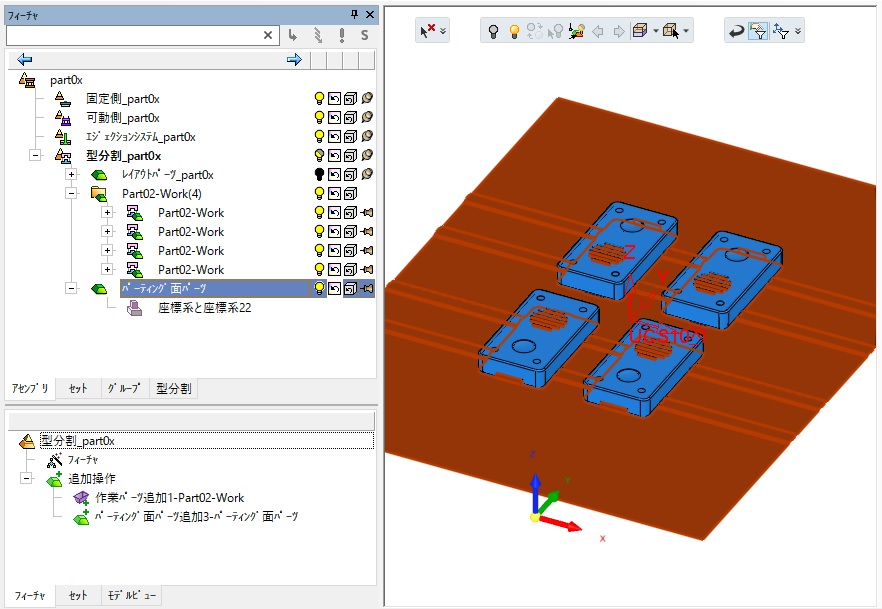 フィーチャ
S
part0x
固定側_part0x
可動側_part0x
ｴｼﾞｪｸｼｮﾝｼｽﾃﾑ_part0x
型分割_part0x
ﾚｲｱｳﾄﾊﾟｰﾂ_part0x
Part02-Work(4)
Part02-Work
Part02-Work
Part02-Work
Part02-Work
ﾊﾟｰﾃｨﾝｸﾞ面ﾊﾟｰﾂ
座標系と座標系22
ｱｾﾝﾌﾞﾘ
ｾｯﾄ
ｸﾞﾙｰﾌﾟ
型分割
型分割_part0x
ﾌｨｰﾁｬ
追加操作
作業ﾊﾟｰﾂ追加1-Part02-Work
ﾊﾟｰﾃｨﾝｸﾞ面ﾊﾟｰﾂ追加3-ﾊﾟｰﾃｨﾝｸﾞ面ﾊﾟｰﾂ
ﾌｨｰﾁｬ
ｾｯﾄ
ﾓﾃﾞﾙﾋﾞｭｰ
Z
Y
Z
Y
X